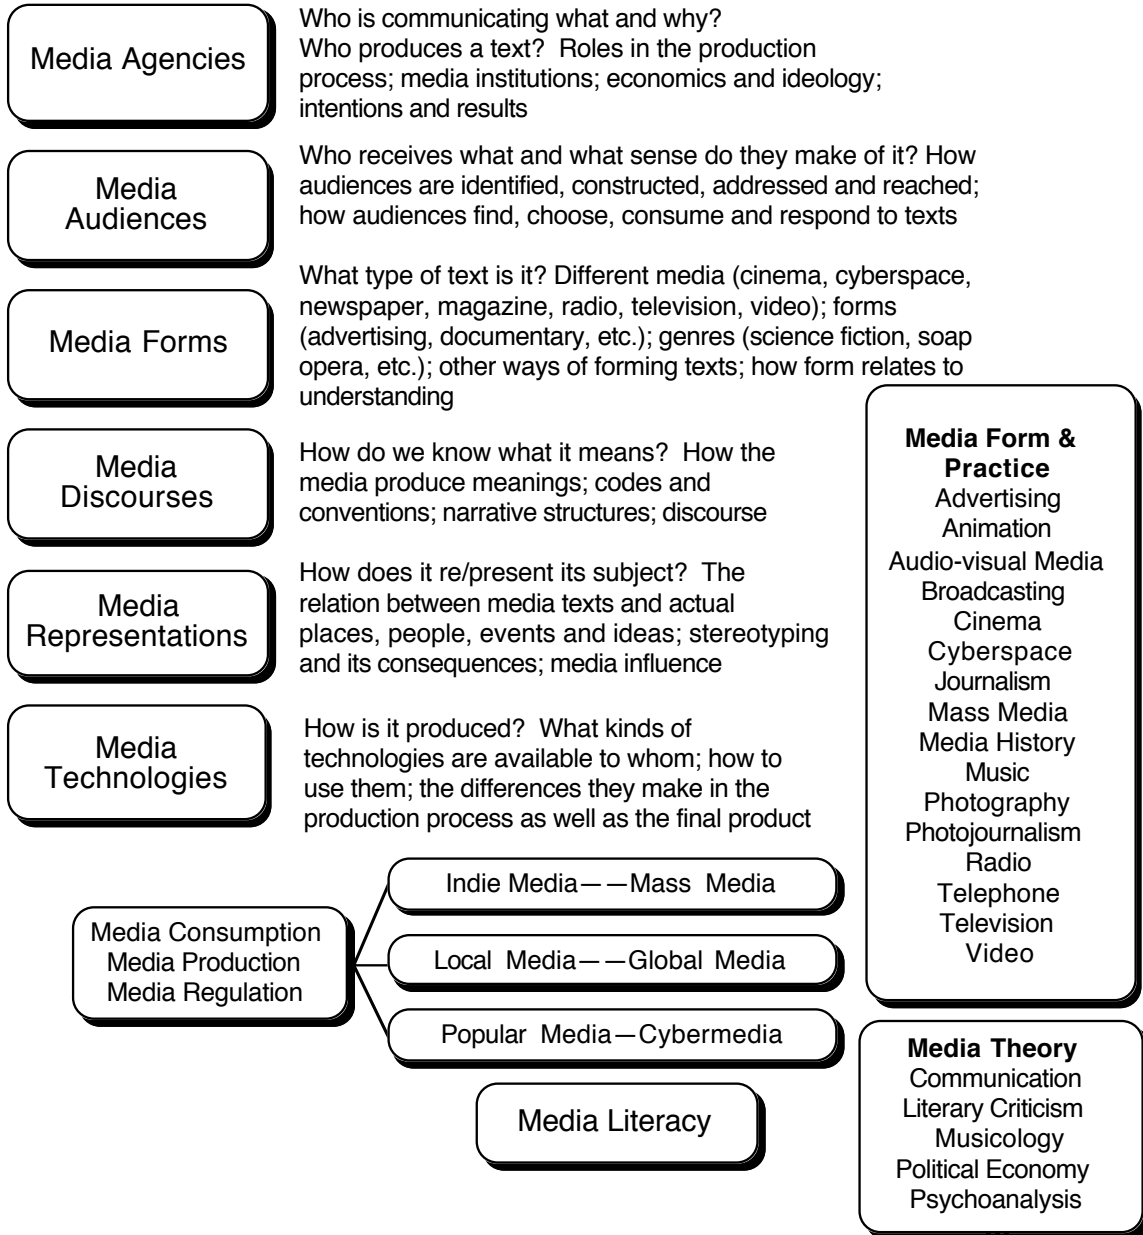 Media Agencies
Who is communicating what and why?
Who produces a text?  Roles in the production
process; media institutions; economics and ideology;
intentions and results
Media
Audiences
Who receives what and what sense do they make of it? How
audiences are identified, constructed, addressed and reached;
how audiences find, choose, consume and respond to texts
Media Forms
What type of text is it? Different media (cinema, cyberspace,
newspaper, magazine, radio, television, video); forms
(advertising, documentary, etc.); genres (science fiction, soap
opera, etc.); other ways of forming texts; how form relates to
understanding
Media
Discourses
How do we know what it means?  How the
media produce meanings; codes and
conventions; narrative structures; discourse
Media
Representations
How does it re/present its subject?  The
relation between media texts and actual
places, people, events and ideas; stereotyping
and its consequences; media influence
Media
Technologies
How is it produced?  What kinds of
technologies are available to whom; how to
use them; the differences they make in the
production process as well as the final product
Media Consumption
Media Production
Media Regulation
Indie Media——Mass Media
Local Media——Global Media
Popular Media—Cybermedia
Media Literacy
Media Form &
Practice
Advertising
Animation
Audio-visual Media
Broadcasting
Cinema
Cyberspace
Journalism
Mass Media
Media History
Music
Photography
Photojournalism
Radio
Telephone
Television
Video
Media Theory
Communication
Literary Criticism
Musicology
Political Economy
Psychoanalysis